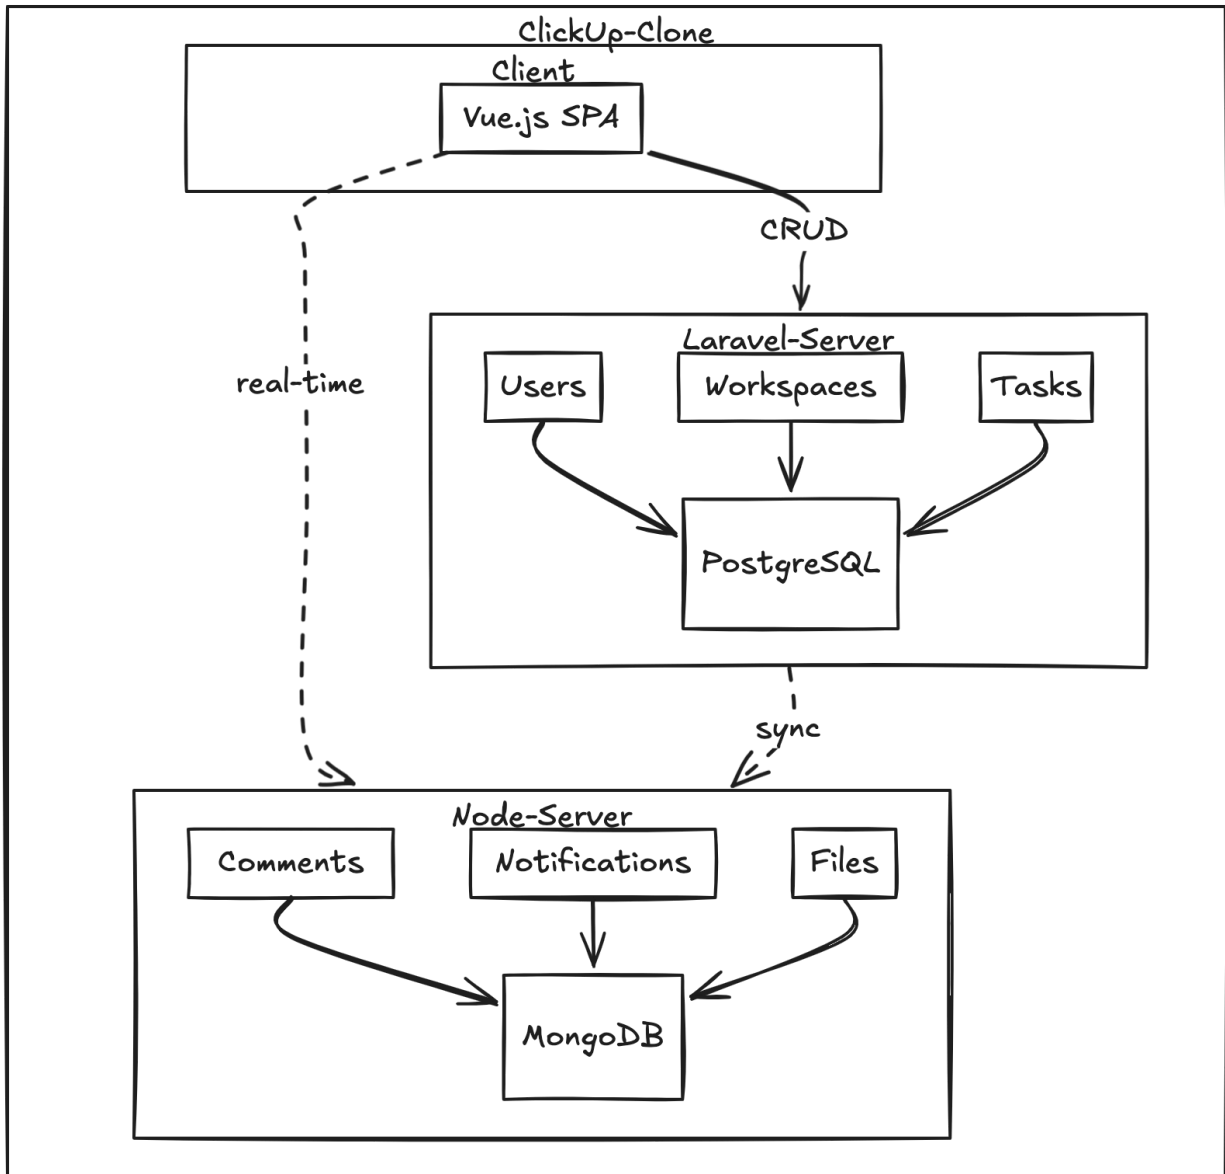 ClickUp-Clone
Client
Vue.js SPA
CRUD
Laravel-Server
Users
Workspaces
Tasks
real-time
PostgreSQL
sync
Node-Server
Comments
Notifications
Files
MongoDB